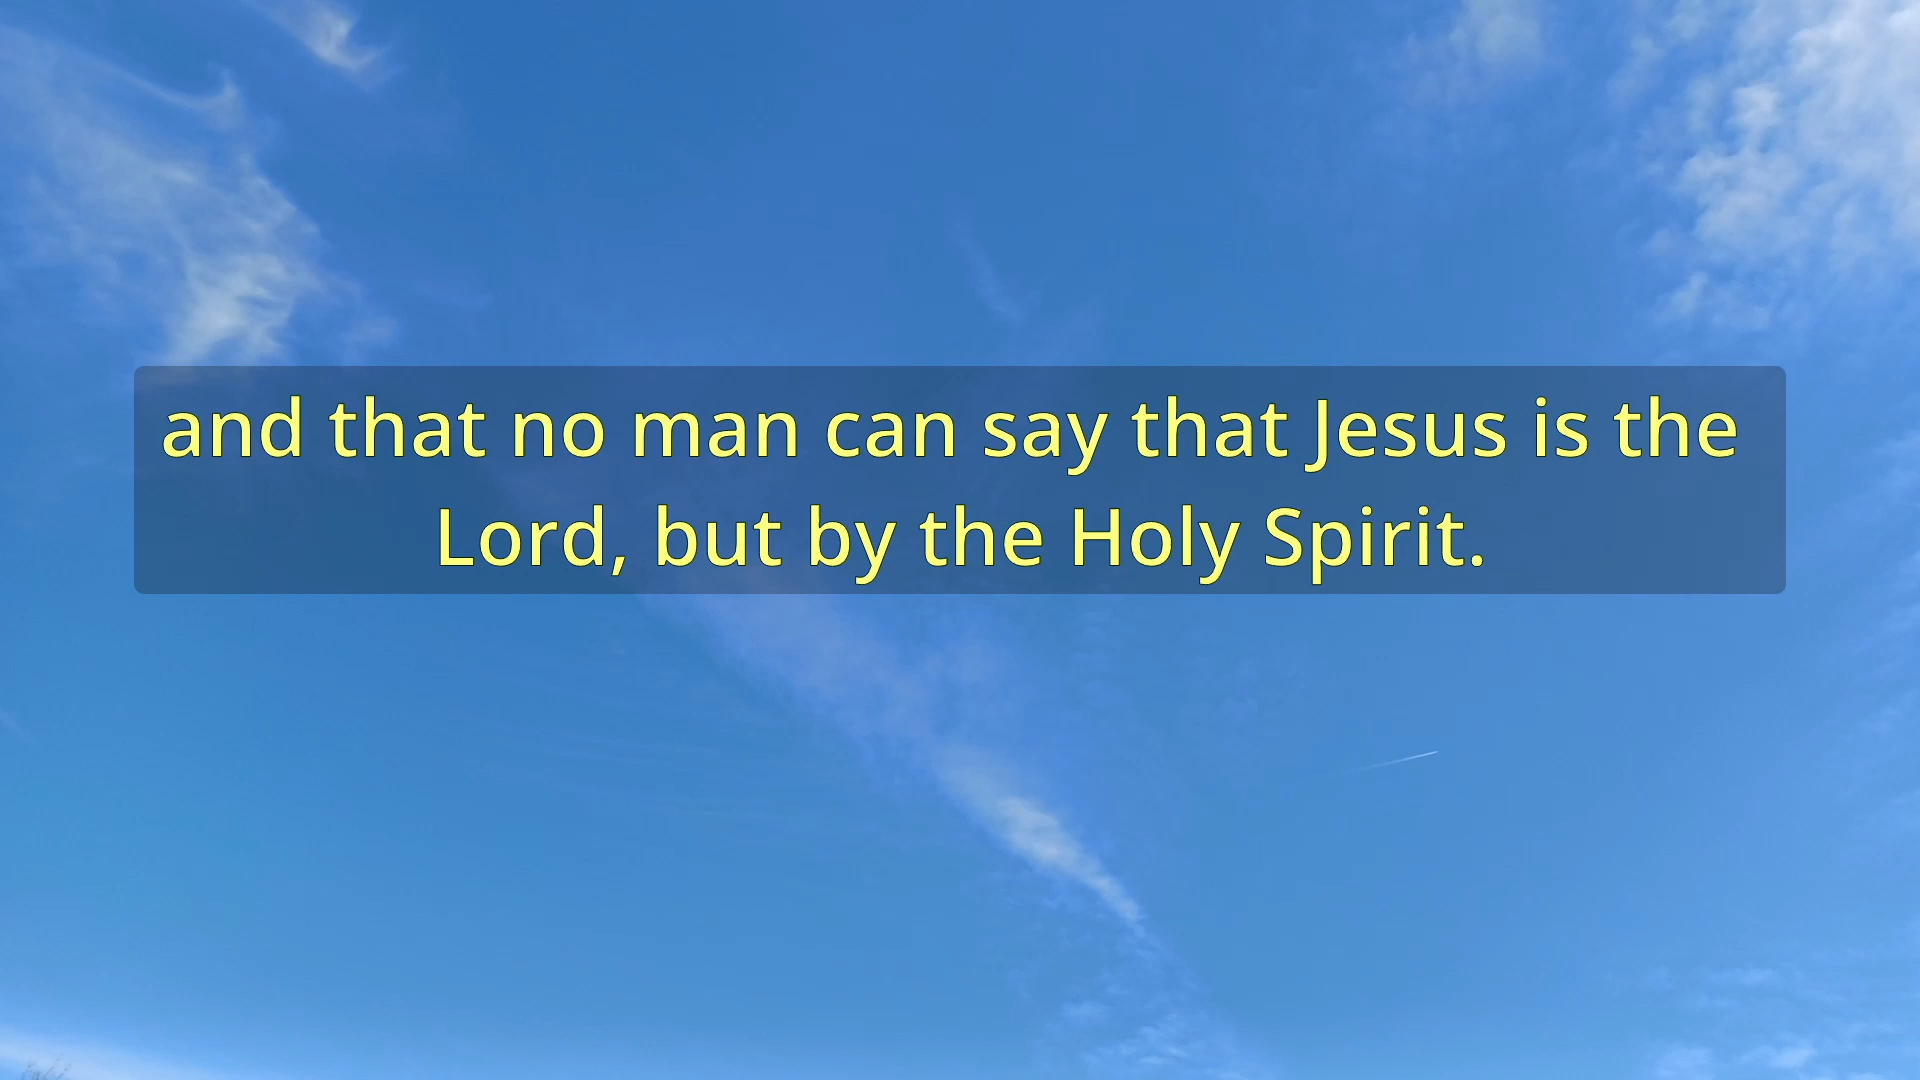 and that no man can say that Jesus is the
Lord, but by the Holy Spirit.